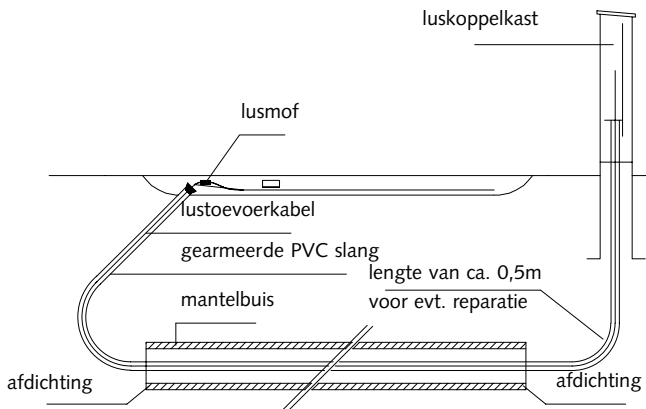 luskoppelkast
lusmof
lustoevoerkabel
gearmeerde PVC slang
lengte van ca. 0,5m
voor evt. reparatie
mantelbuis
afdichting
afdichting